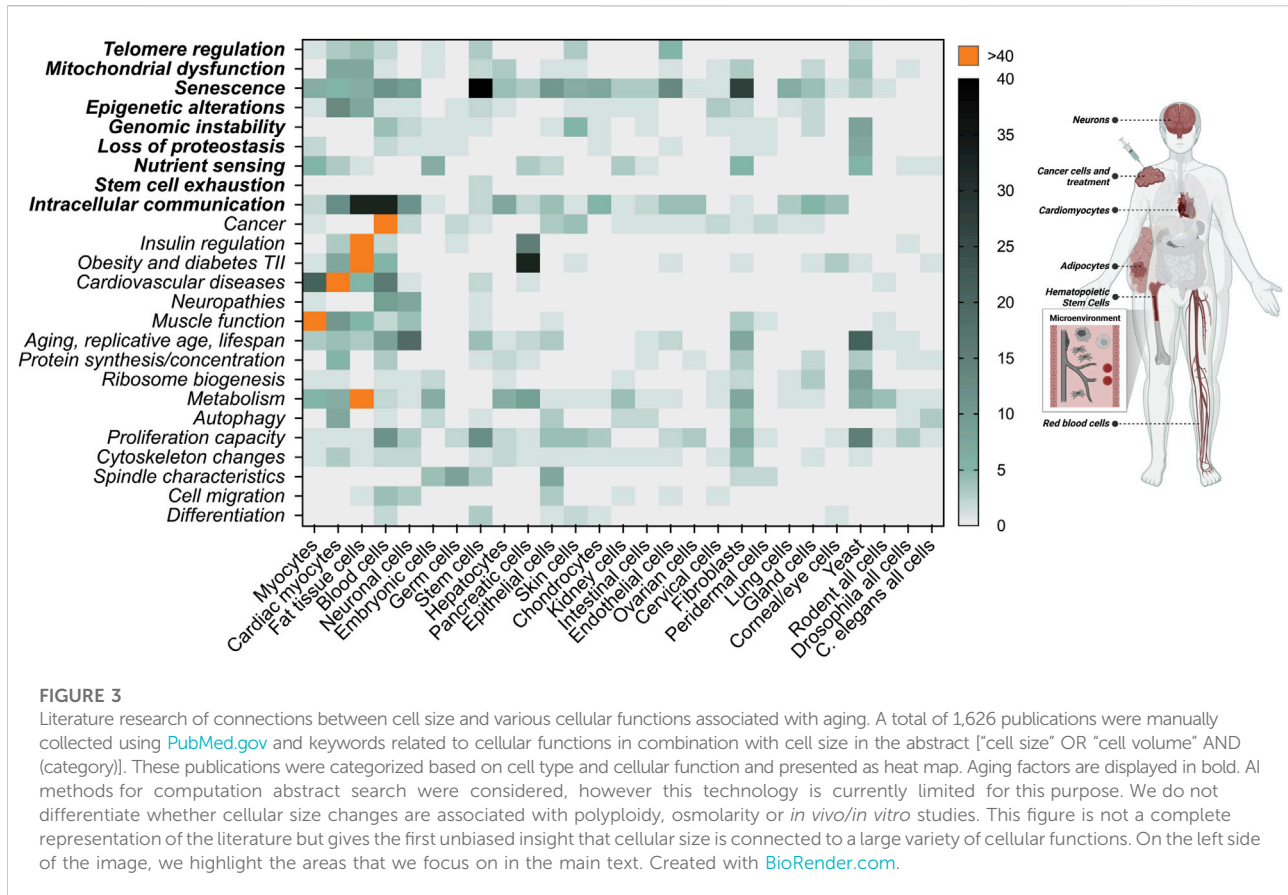 Telomere regulation
Mitochondrial dysfunction
Senescence
Epigenetic alterations
Genomic instability
Loss of proteostasis
Nutrient sensing
Stem cell exhaustion
Intracellular communication
Cancer
Insulin regulation
Obesity and diabetes TII
Cardiovascular diseases
Neuropathies
Muscle function
Aging, replicative age, lifespan
Protein synthesis/concentration
Ribosome biogenesis
Metabolism
Autophagy
Proliferation capacity
Cytoskeleton changes
Spindle characteristics
Cell migration
Differentiation
Myocytes
Cardiac myocytes
Fat tissue cells
Blood cells
Neuronal cells
Embryonic cells
Germ cells
Stem cells
Hepatocytes
Pancreatic cells
Epithelial cells
Skin cells
Chondrocytes
Kidney cells
Intestinal cells
Endothelial cells
Ovarian cells
Cervical cells
Fibroblasts
Peridermal cells
Lung cells
Gland cells
Corneal/eye cells
Yeast
Rodent all cells
Drosophila all cells
C. elegans all cells
>40
40
35
30
25
20
15
10
5
0
Neurons
Cancer cells and
treatment
Cardiomyocytes
Adipocytes
Hematopoietic
Stem Cells
Microenvironment
Red blood cells
FIGURE 3
Literature research of connections between cell size and various cellular functions associated with aging. A total of 1,626 publications were manually
collected using PubMed.gov and keywords related to cellular functions in combination with cell size in the abstract [“cell size” OR “cell volume” AND
(category)]. These publications were categorized based on cell type and cellular function and presented as heat map. Aging factors are displayed in bold. AI
methods for computation abstract search were considered, however this technology is currently limited for this purpose. We do not
differentiate whether cellular size changes are associated with polyploidy, osmolarity or in vivo/in vitro studies. This figure is not a complete
representation of the literature but gives the first unbiased insight that cellular size is connected to a large variety of cellular functions. On the left side
of the image, we highlight the areas that we focus on in the main text. Created with BioRender.com.